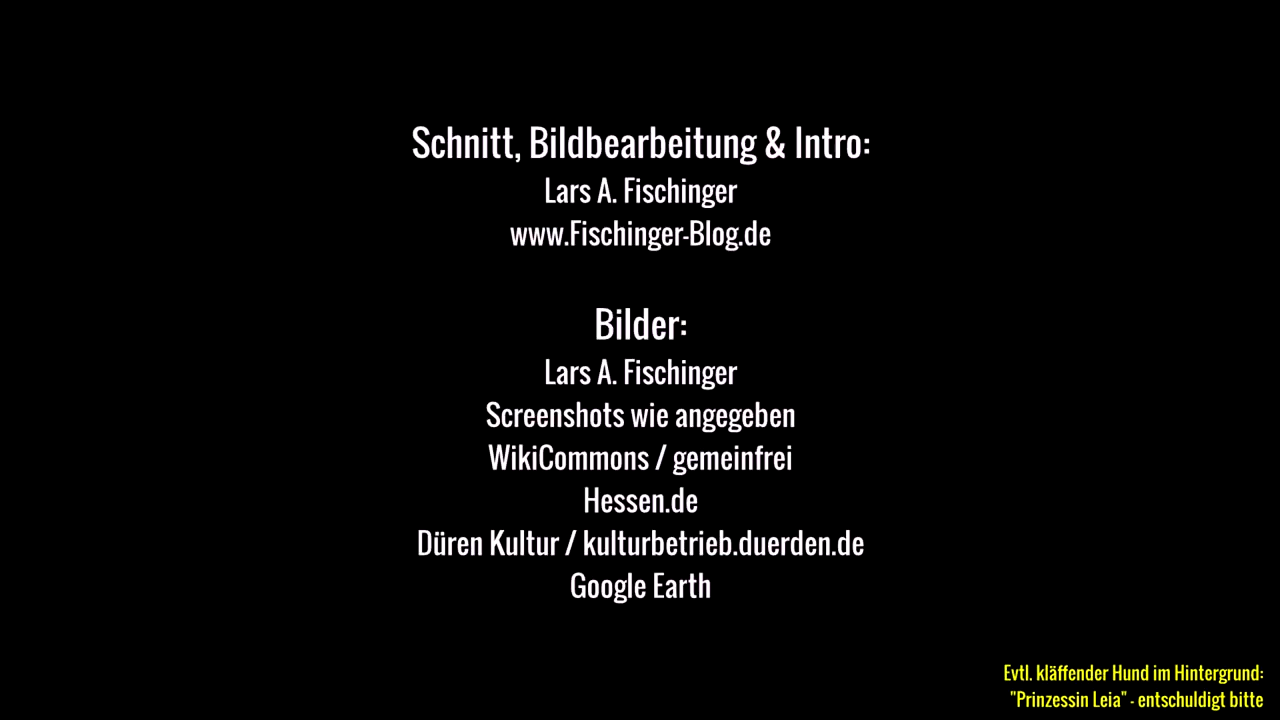 Schnitt, Bildbearbeitung & Intro:
Lars A. Fischinger
www.Fischinger-Blog.de
Bilder:
Lars A. Fischinger
Screenshots wie angegeben
WikiCommons / gemeinfrei
Hessen.de
Düren Kultur / kulturbetrieb.duerden.de
Google Earth
Evtl. kläffender Hund im Hintergrund:
"Prinzessin Leia" - entschuldigt bitte